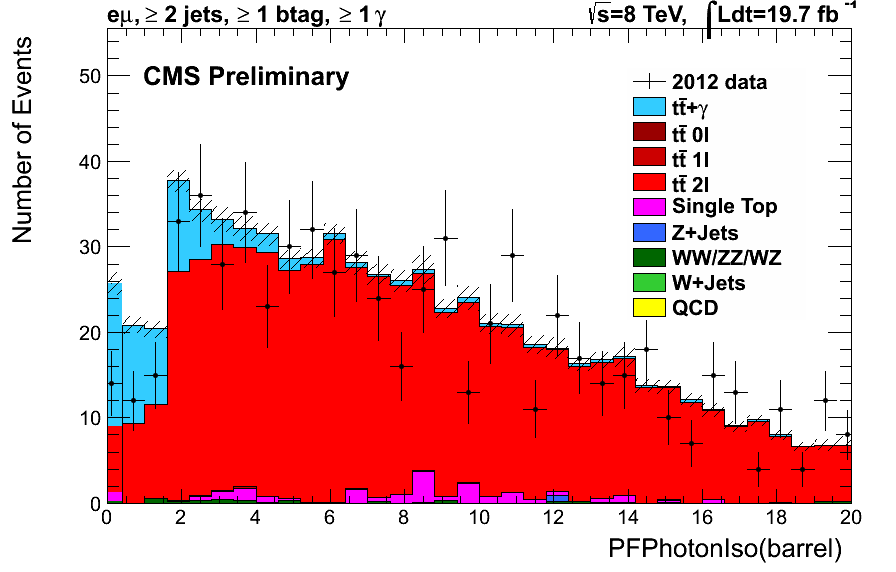 eμ, ≥ 2 jets, ≥ 1 btag, ≥ 1 γ
√s=8 TeV, ∫Ldt=19.7 fb⁻¹
CMS Preliminary
Number of Events
50
40
30
20
10
0
2012 data
tt̄+γ
tt̄ 0l
tt̄ 1l
tt̄ 2l
Single Top
Z+Jets
WW/ZZ/WZ
W+Jets
QCD
0 2 4 6 8 10 12 14 16 18 20
PFPhotonIso(barrel)